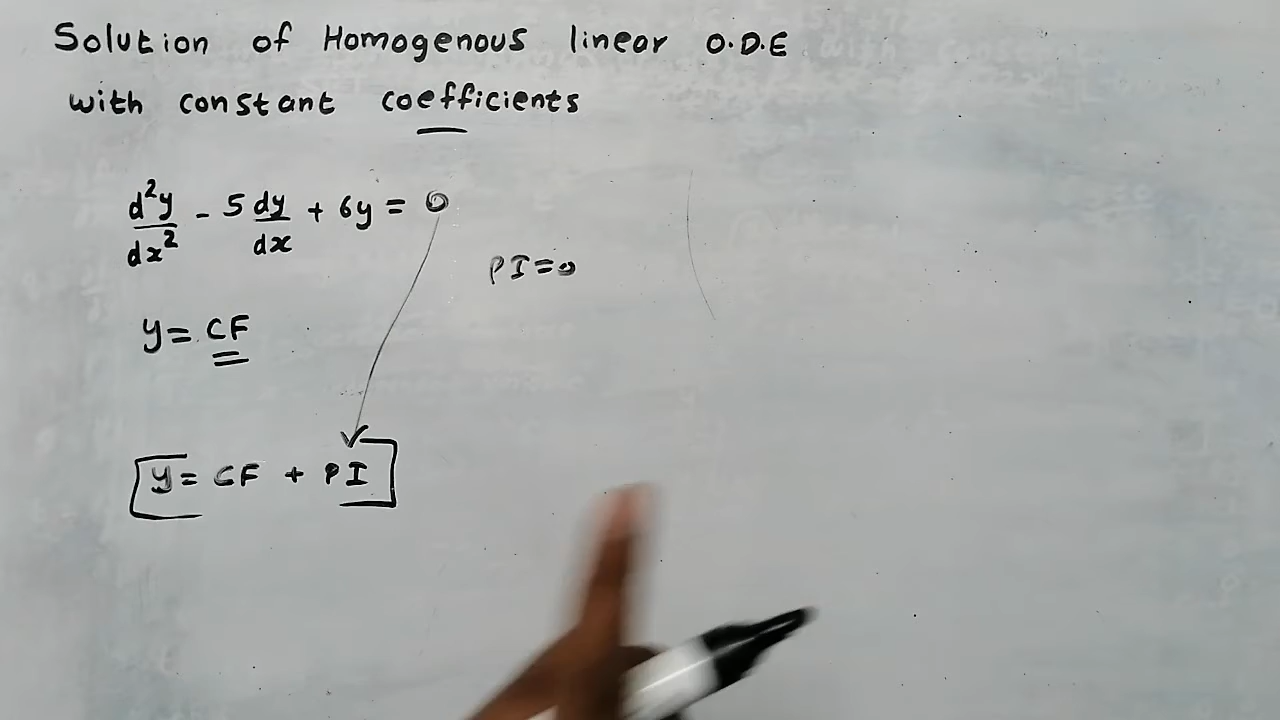 Solution of Homogenous linear O.D.E
with constant coefficients
d²y/dx² - 5 dy/dx + 6y = 0
PI=0
y= CF
y= CF + PI